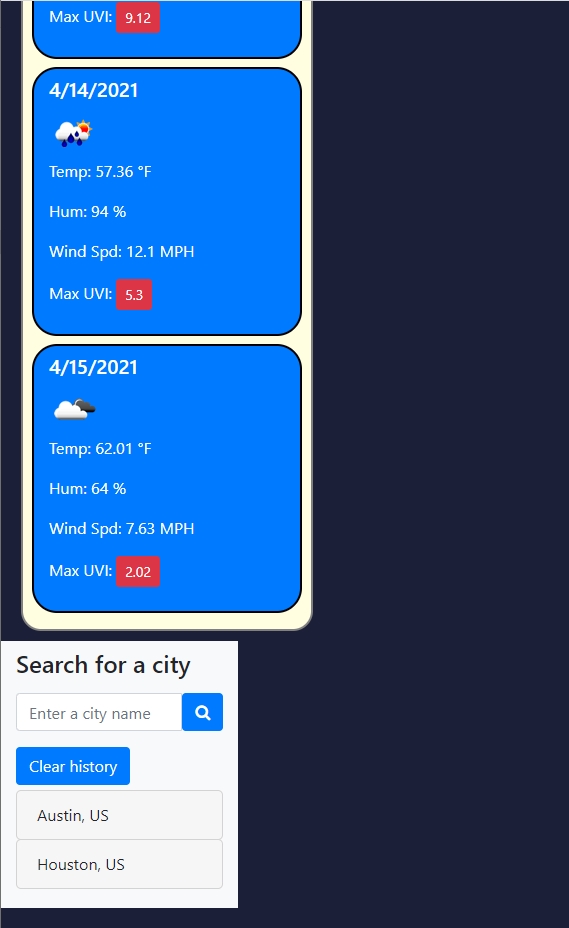 Max UVI: 9.12
4/14/2021
Temp: 57.36 °F
Hum: 94 %
Wind Spd: 12.1 MPH
Max UVI: 5.3
4/15/2021
Temp: 62.01 °F
Hum: 64 %
Wind Spd: 7.63 MPH
Max UVI: 2.02
Search for a city
Enter a city name
Clear history
Austin, US
Houston, US